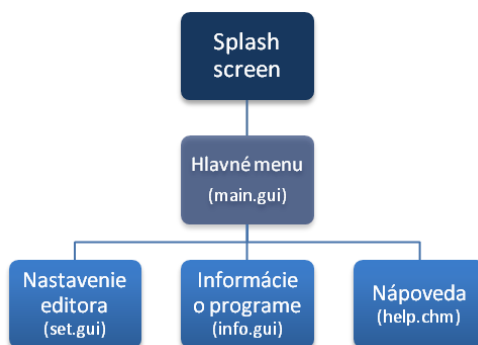 Splash
screen
Hlavné menu
(main.gui)
Nastavenie
editora
(set.gui)
Informácie
o programe
(info.gui)
Nápoveda
(help.chm)